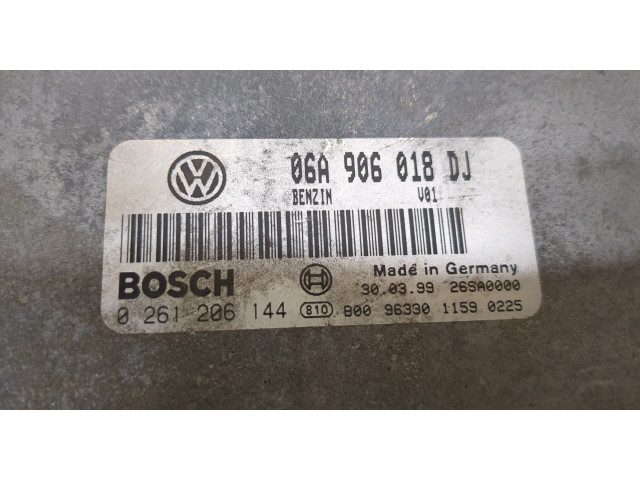 VW
06A 906 018 DJ
BENZIN V01
BOSCH
Made in Germany
30.03.99 26SA0000
0 261 206 144 810 B00 96330 1159 0225